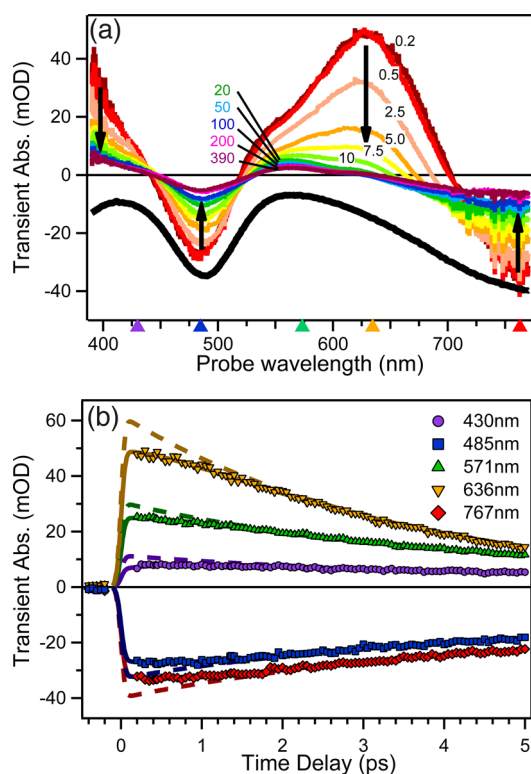 (a)
Transient Abs. (mOD)
40
20
0
-20
-40
0.2
0.5
2.5
5.0
7.5
10
20
50
100
200
390
400
500
600
700
Probe wavelength (nm)
(b)
Transient Abs. (mOD)
60
40
20
0
-20
-40
430nm
485nm
571nm
636nm
767nm
0
1
2
3
4
5
Time Delay (ps)